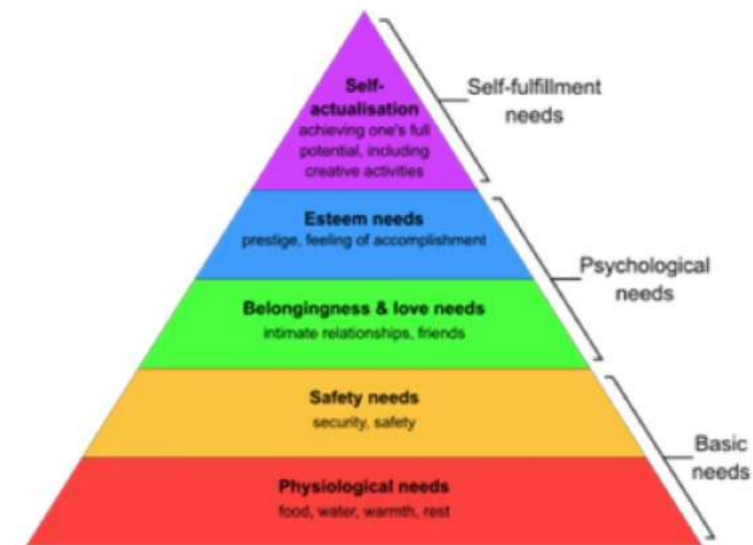 Self-
actualisation
achieving one's full
potential, including
creative activities
Self-fulfillment
needs
Esteem needs
prestige, feeling of accomplishment
Psychological
needs
Belongingness & love needs
intimate relationships, friends
Safety needs
security, safety
Basic
needs
Physiological needs
food, water, warmth, rest